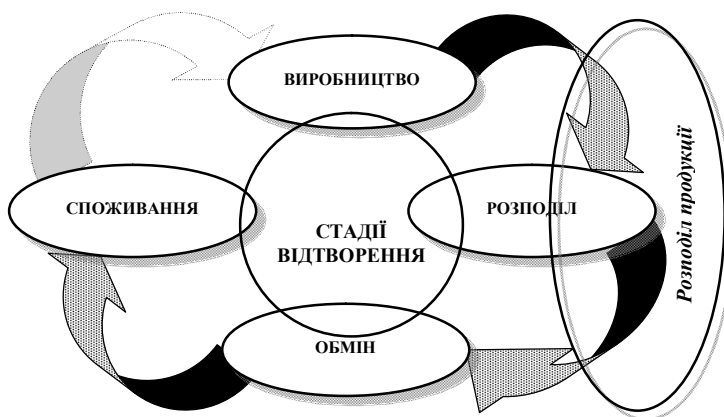 ВИРОБНИЦТВО
СПОЖИВАННЯ
РОЗПОДІЛ
СТАДІЇ
ВІДТВОРЕННЯ
ОБМІН
Розподіл продукції